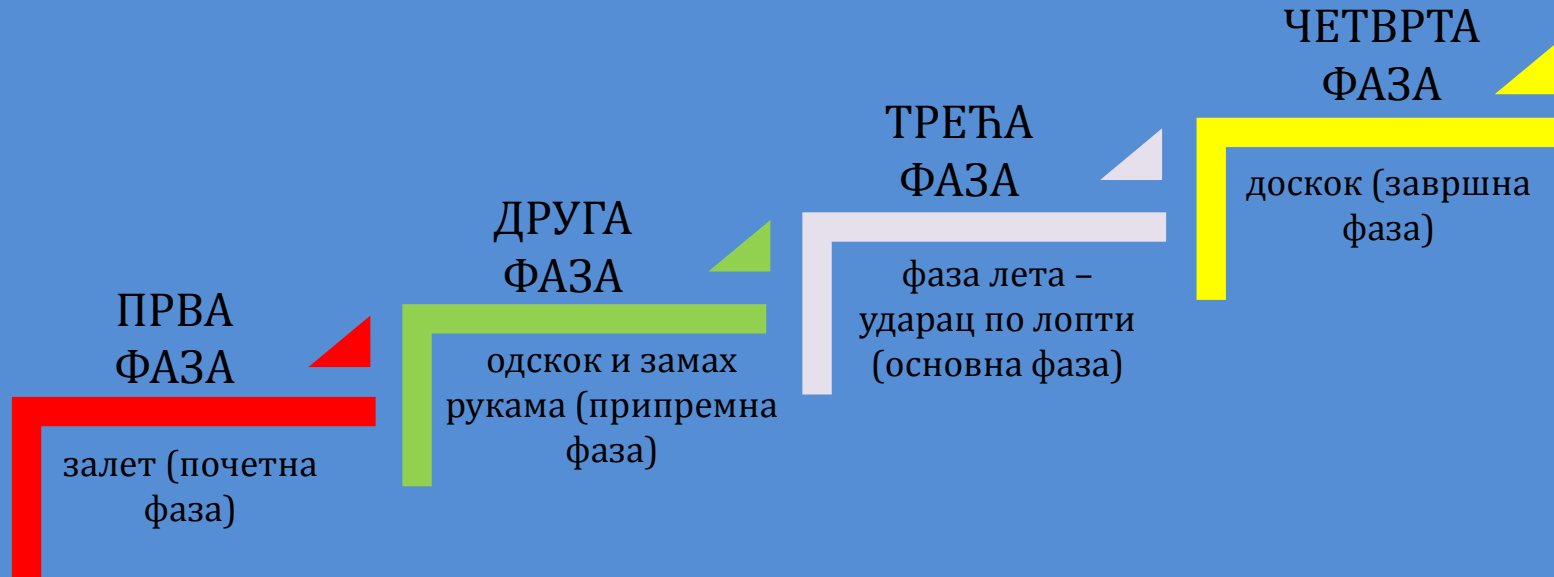 ПРВА
ФАЗА
залет (почетна
фаза)
ДРУГА
ФАЗА
одскок и замах
рукама (припремна
фаза)
ТРЕЋА
ФАЗА
фаза лета –
ударац по лопти
(основна фаза)
ЧЕТВРТА
ФАЗА
доскок (завршна
фаза)